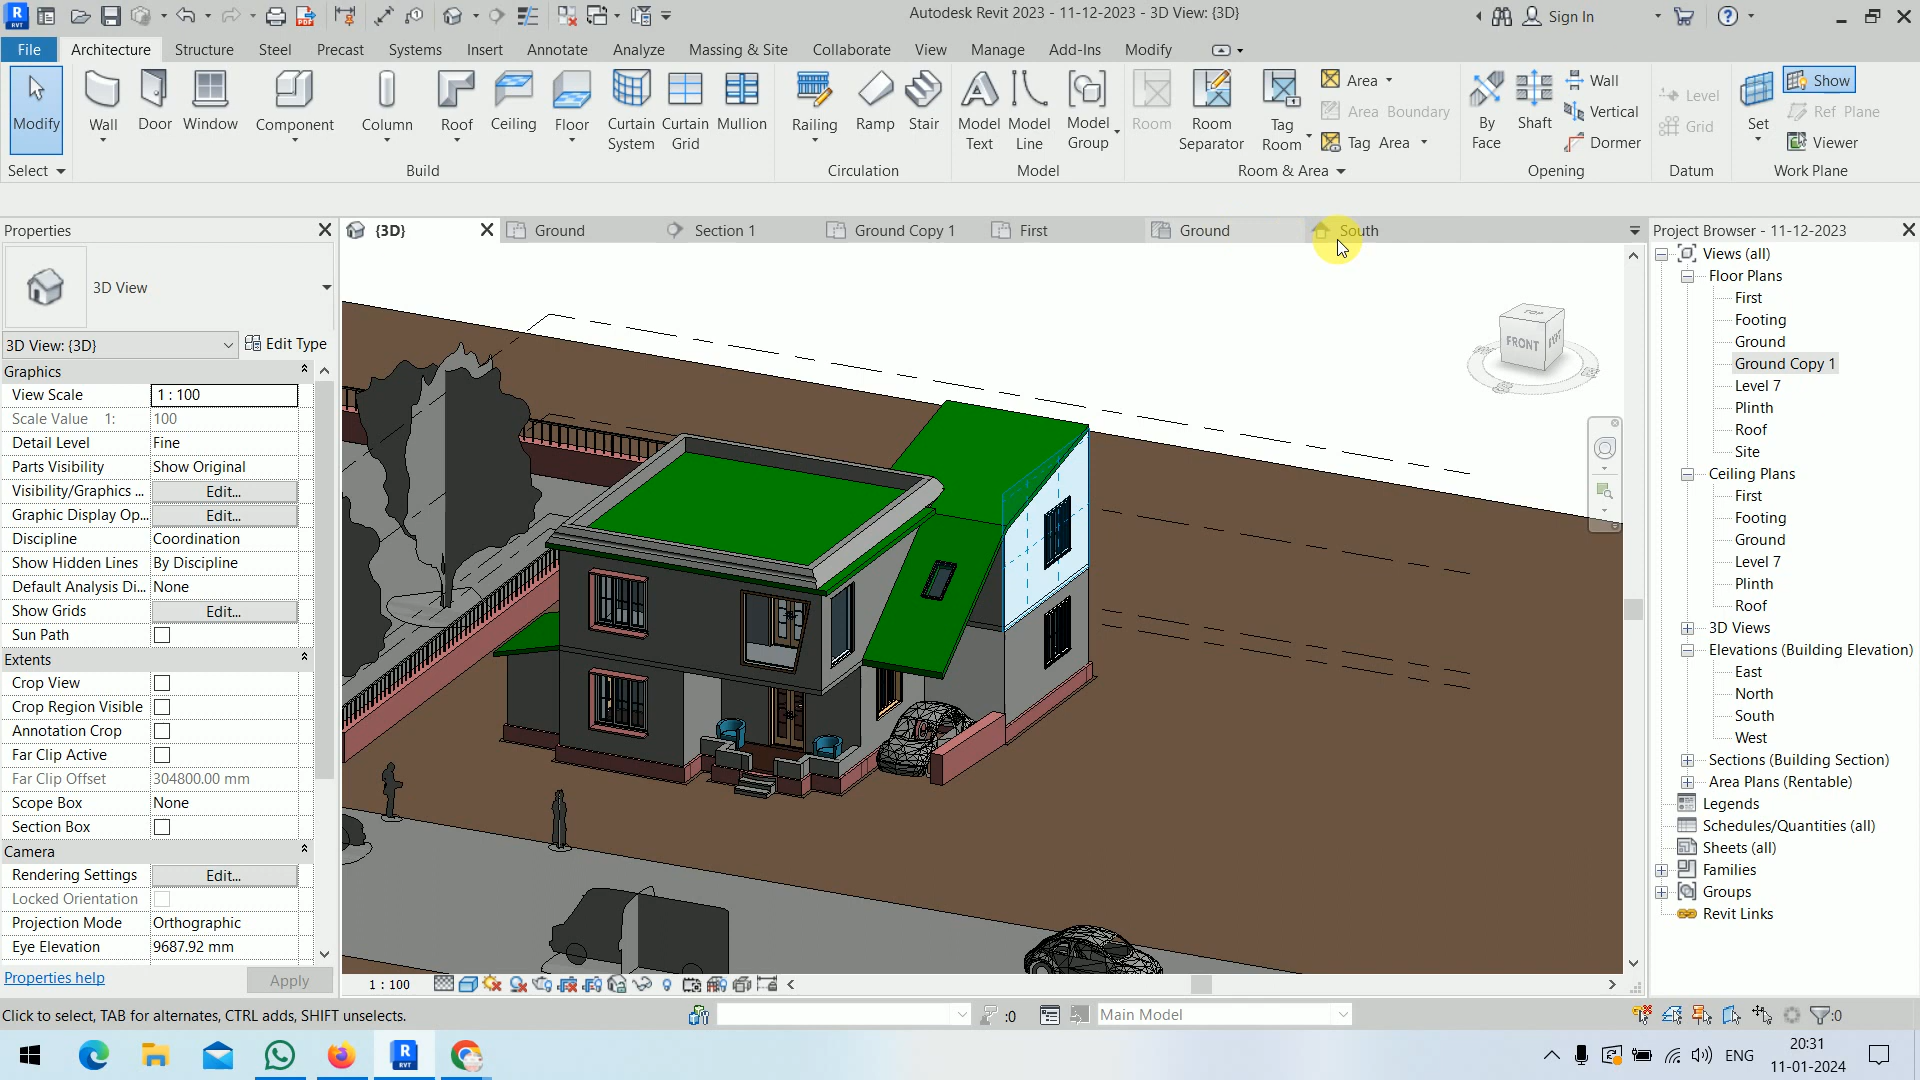 Autodesk Revit 2023 - 11-12-2023 - 3D View: {3D}
Sign In
File Architecture Structure Steel Precast Systems Insert Annotate Analyze Massing & Site Collaborate View Manage Add-Ins Modify
Modify Wall Door Window Component Column Roof Ceiling Floor Curtain System Curtain Grid Mullion Railing Ramp Stair Model Text Model Line Model Group Room Room Separator Tag Room
Area
Area Boundary
Tag Area
By Face
Shaft
Wall
Vertical
Dormer
Level
Grid
Set
Show
Ref Plane
Viewer
Select Build Circulation Model Room & Area Opening Datum Work Plane
Properties
{3D} Ground Section 1 Ground Copy 1 First Ground South
Project Browser - 11-12-2023
3D View
3D View: {3D} Edit Type
Graphics
View Scale 1 : 100
Scale Value 1: 100
Detail Level Fine
Parts Visibility Show Original
Visibility/Graphics ... Edit...
Graphic Display Op... Edit...
Discipline Coordination
Show Hidden Lines By Discipline
Default Analysis Di... None
Show Grids Edit...
Sun Path
Extents
Crop View
Crop Region Visible
Annotation Crop
Far Clip Active
Far Clip Offset 304800.00 mm
Scope Box None
Section Box
Camera
Rendering Settings Edit...
Locked Orientation
Projection Mode Orthographic
Eye Elevation 9687.92 mm
Properties help Apply
TOP
FRONT
Views (all)
Floor Plans
First
Footing
Ground
Ground Copy 1
Level 7
Plinth
Roof
Site
Ceiling Plans
First
Footing
Ground
Level 7
Plinth
Roof
3D Views
Elevations (Building Elevation)
East
North
South
West
Sections (Building Section)
Area Plans (Rentable)
Legends
Schedules/Quantities (all)
Sheets (all)
Families
Groups
Revit Links
1 : 100
Click to select, TAB for alternates, CTRL adds, SHIFT unselects.
:0
Main Model
:0
ENG
20:31
11-01-2024